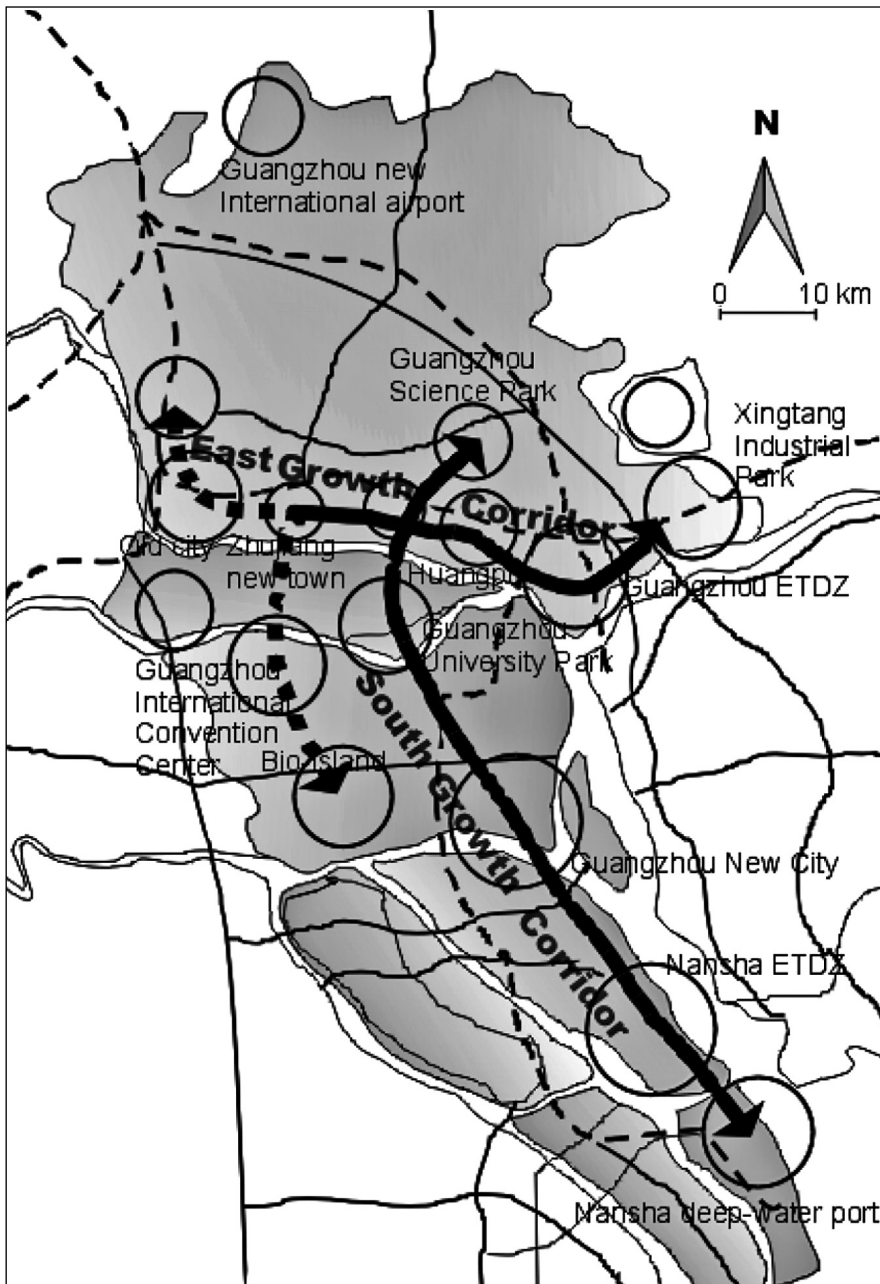 N
Guangzhou new
International airport
0 10 km
Guangzhou
Science Park
Xingtang
Industrial
Park
East Growth Corridor
Old city Zhujiang
new town
Huangpu
Guangzhou ETDZ
Guangzhou
University Park
Guangzhou
International
Convention
Center
Bio-island
South Growth Corridor
Guangzhou New City
Nansha ETDZ
Nansha deep-water port